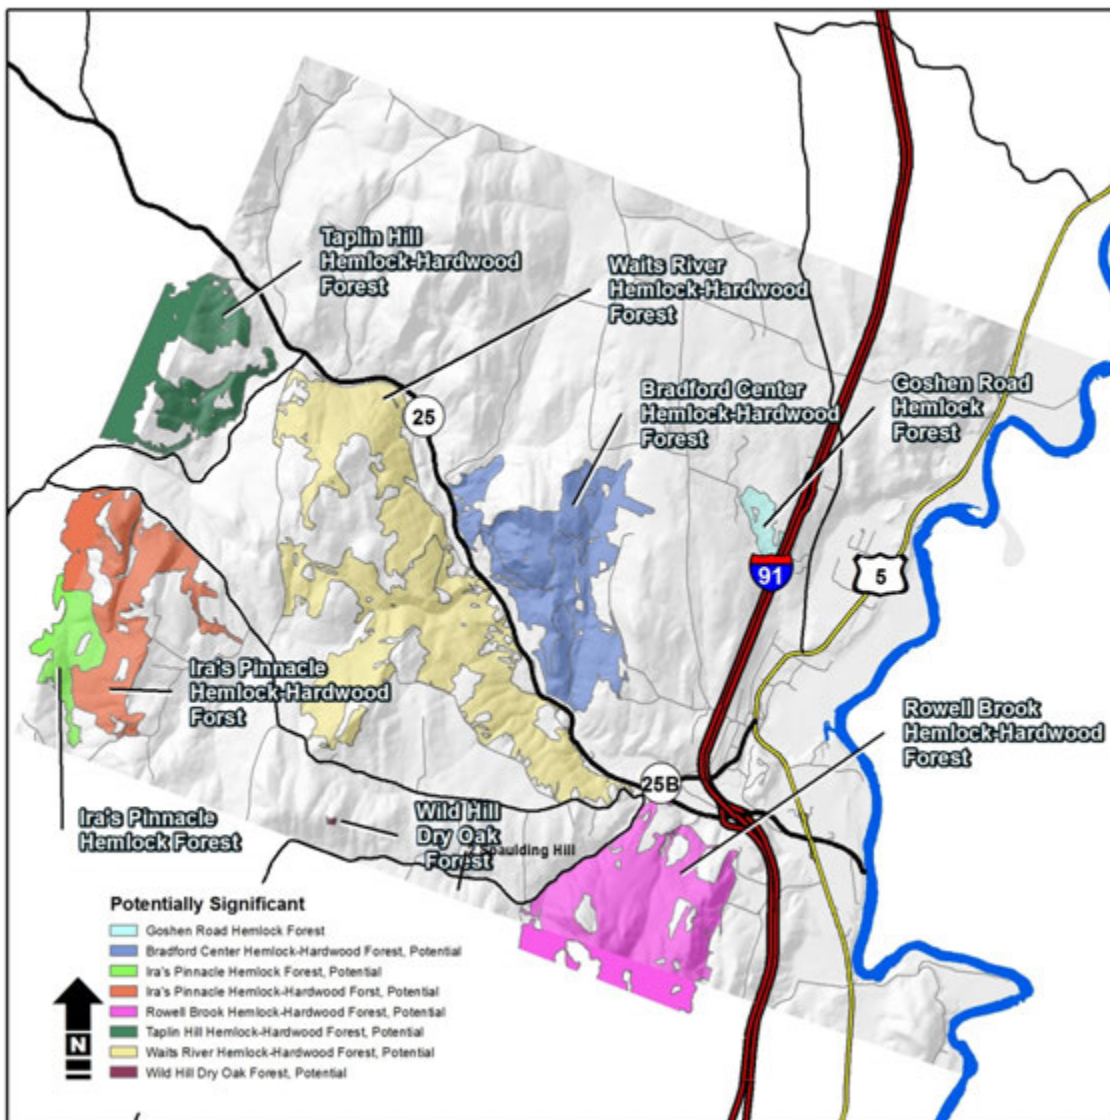 Taplin Hill
Hemlock-Hardwood
Forest
Waits River
Hemlock-Hardwood
Forest
Bradford Center
Hemlock-Hardwood
Forest
Goshen Road
Hemlock
Forest
25
91
5
Ira's Pinnacle
Hemlock-Hardwood
Forst
Rowell Brook
Hemlock-Hardwood
Forest
25B
Ira's Pinnacle
Hemlock Forest
Wild Hill
Dry Oak
Forest
Spaulding Hill
Potentially Significant
Goshen Road Hemlock Forest
Bradford Center Hemlock-Hardwood Forest, Potential
Ira's Pinnacle Hemlock Forest, Potential
Ira's Pinnacle Hemlock-Hardwood Forst, Potential
Rowell Brook Hemlock-Hardwood Forest, Potential
Taplin Hill Hemlock-Hardwood Forest, Potential
Waits River Hemlock-Hardwood Forest, Potential
Wild Hill Dry Oak Forest, Potential
N